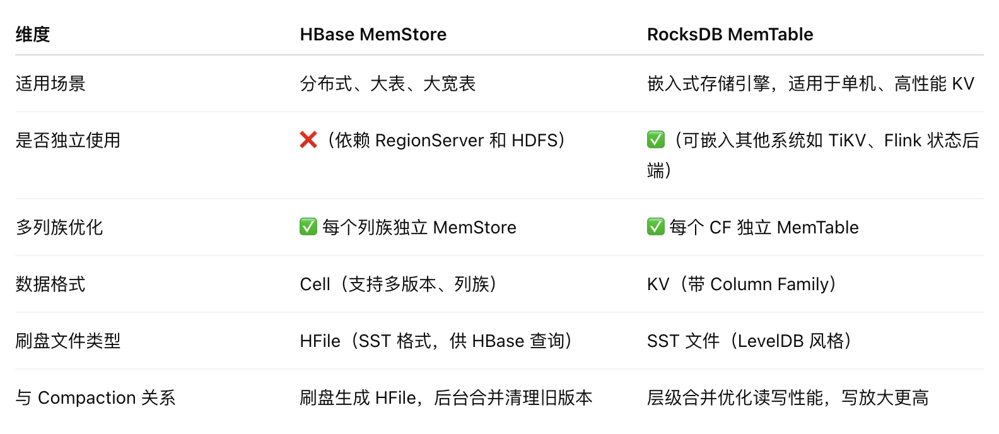 维度 HBase MemStore RocksDB MemTable
适用场景 分布式、大表、大宽表 嵌入式存储引擎，适用于单机、高性能 KV
是否独立使用 ❌（依赖 RegionServer 和 HDFS） ✅（可嵌入其他系统如 TiKV、Flink 状态后
端）
多列族优化 ✅ 每个列族独立 MemStore ✅ 每个 CF 独立 MemTable
数据格式 Cell（支持多版本、列族） KV（带 Column Family）
刷盘文件类型 HFile（SST 格式，供 HBase 查询） SST 文件（LevelDB 风格）
与 Compaction 关系 刷盘生成 HFile，后台合并清理旧版本 层级合并优化读写性能，写放大更高